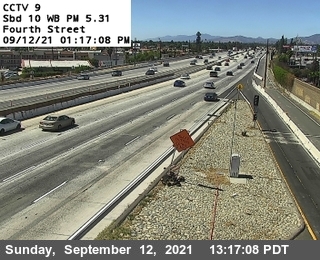 CCTV 9
Sbd 10 WB PM 5.31
Fourth Street
09/12/21 01:17:08 PM
Sunday, September 12, 2021 13:17:08 PDT